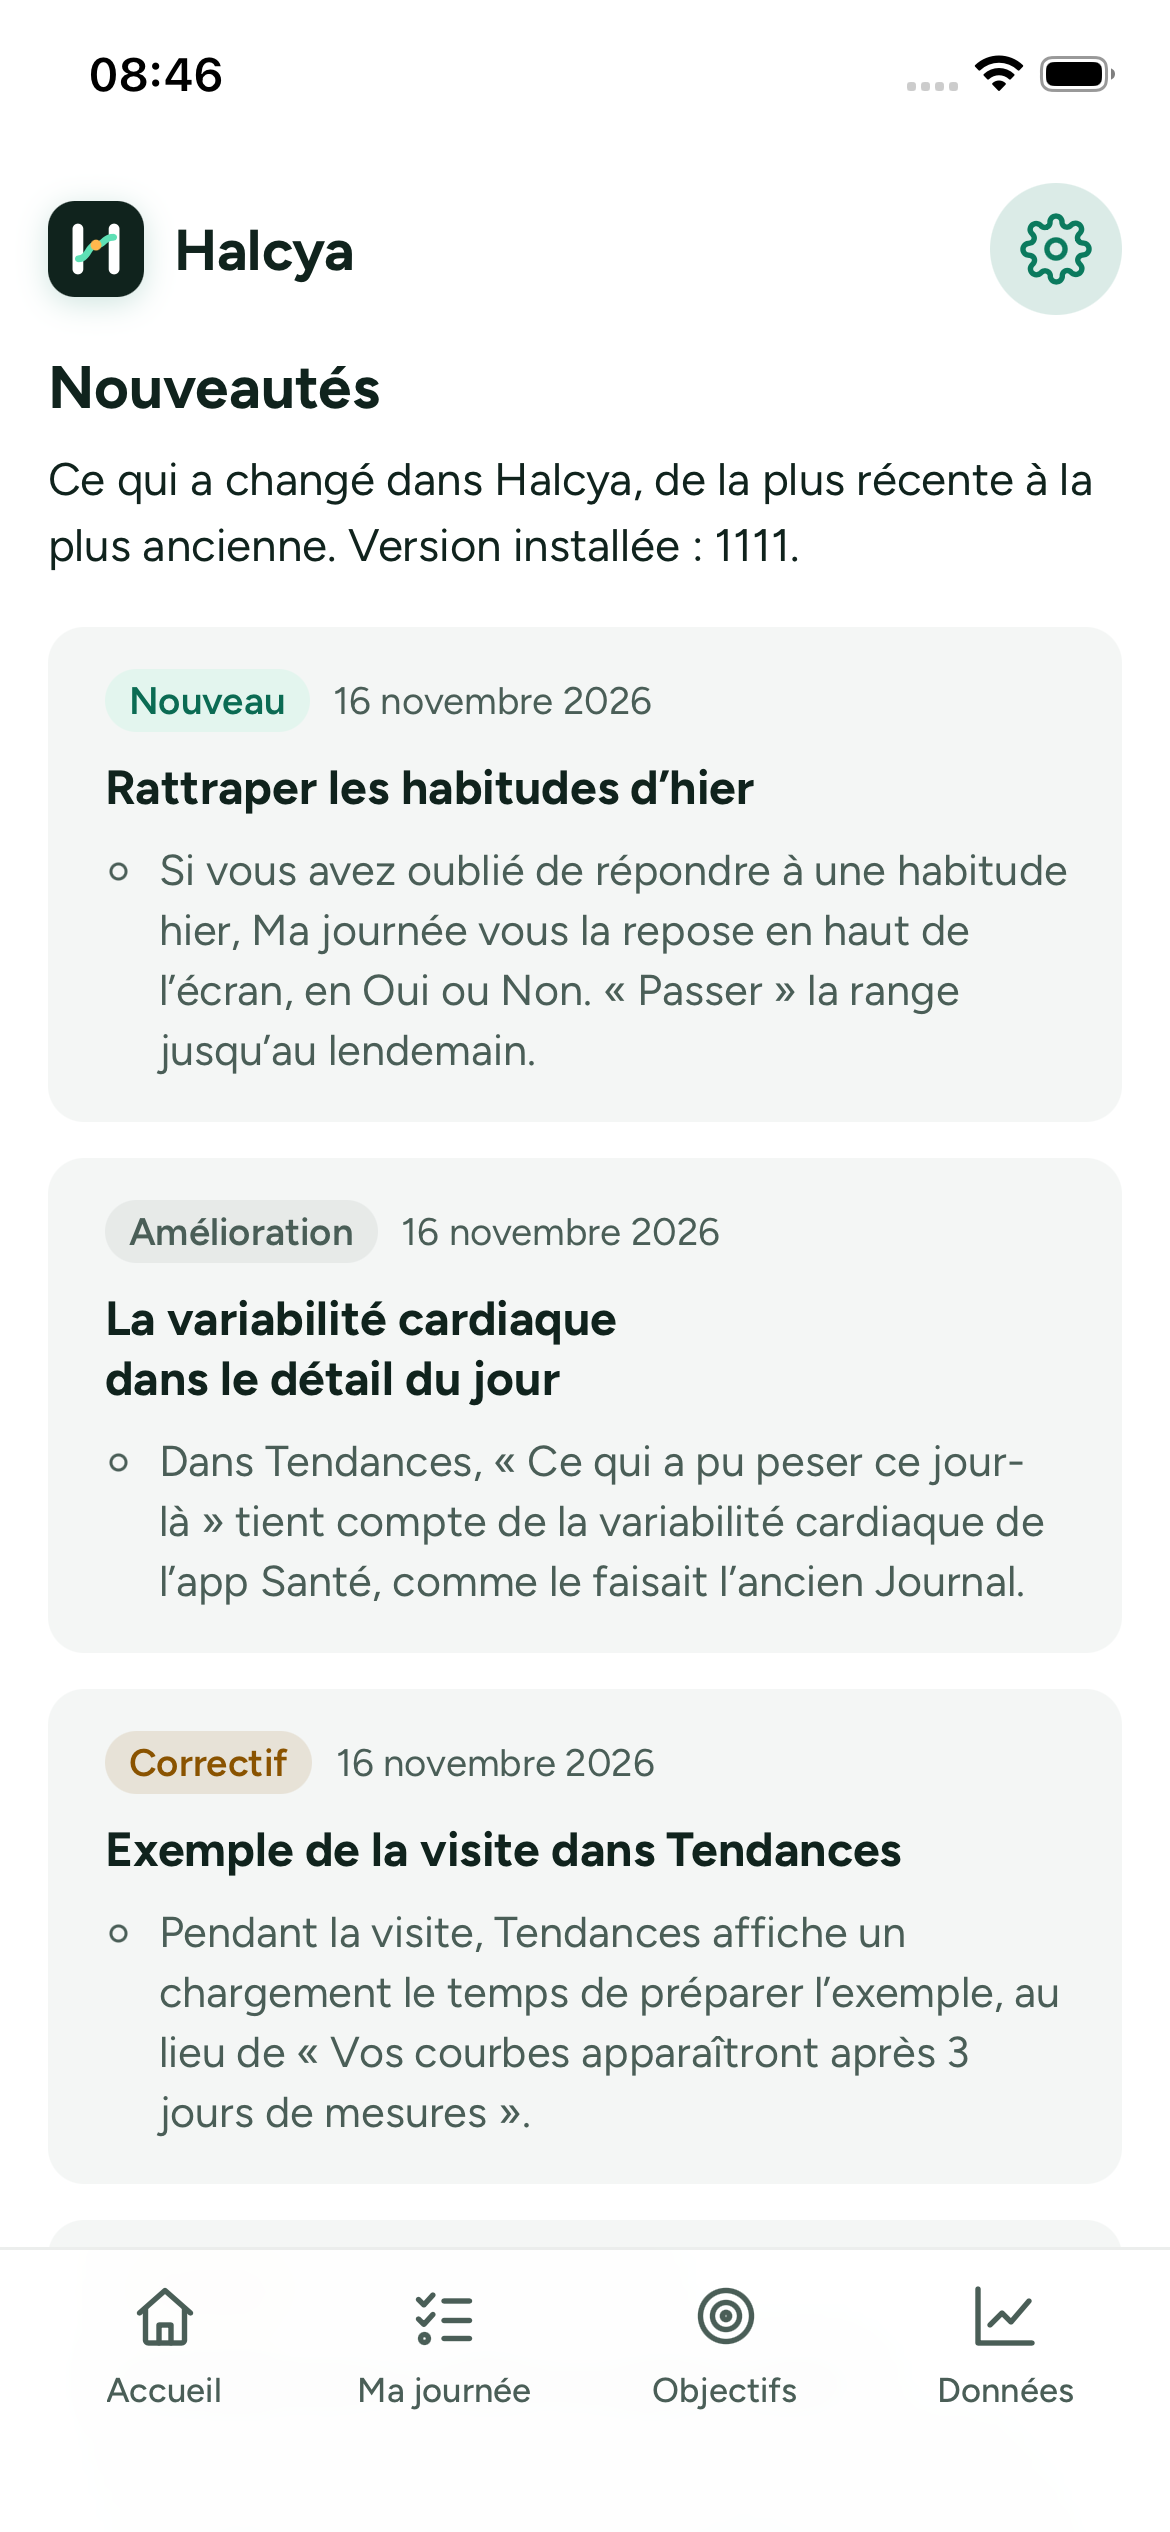 08:46
Halcya
Nouveautés
Ce qui a changé dans Halcya, de la plus récente à la
plus ancienne. Version installée : 1111.
Nouveau 16 novembre 2026
Rattraper les habitudes d’hier
Si vous avez oublié de répondre à une habitude
hier, Ma journée vous la repose en haut de
l’écran, en Oui ou Non. « Passer » la range
jusqu’au lendemain.
Amélioration 16 novembre 2026
La variabilité cardiaque
dans le détail du jour
Dans Tendances, « Ce qui a pu peser ce jour-
là » tient compte de la variabilité cardiaque de
l’app Santé, comme le faisait l’ancien Journal.
Correctif 16 novembre 2026
Exemple de la visite dans Tendances
Pendant la visite, Tendances affiche un
chargement le temps de préparer l’exemple, au
lieu de « Vos courbes apparaîtront après 3
jours de mesures ».
Accueil Ma journée Objectifs Données